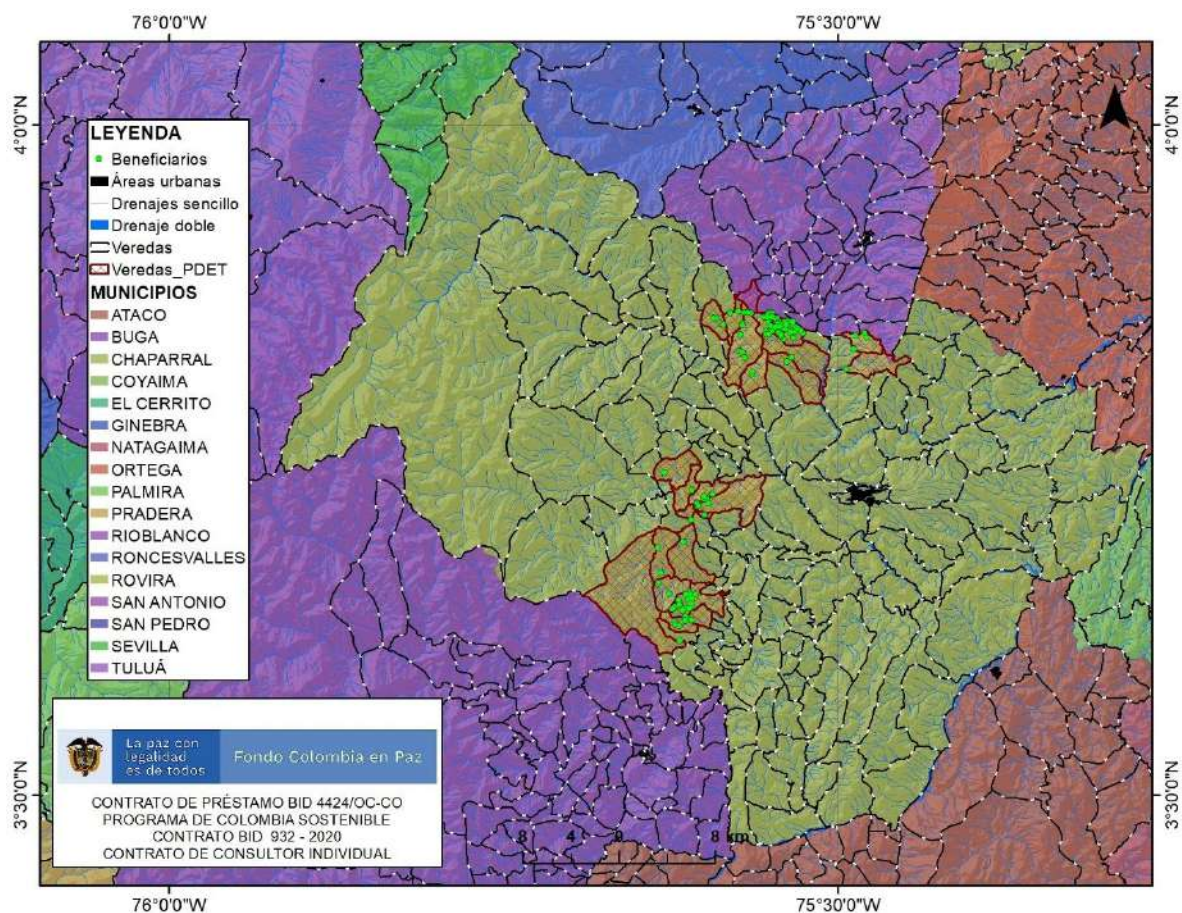 76°0'0"W
75°30'0"W
4°0'0"N
4°0'0"N
LEYENDA
Beneficiarios
Áreas urbanas
Drenajes sencillo
Drenaje doble
Veredas
Veredas_PDET
MUNICIPIOS
ATACO
BUGA
CHAPARRAL
COYAIMA
EL CERRITO
GINEBRA
NATAGAIMA
ORTEGA
PALMIRA
PRADERA
RIOBLANCO
RONCESVALLES
ROVIRA
SAN ANTONIO
SAN PEDRO
SEVILLA
TULUÁ
La paz con
legalidad
es de todos
Fondo Colombia en Paz
CONTRATO DE PRÉSTAMO BID 4424/OC-CO
PROGRAMA DE COLOMBIA SOSTENIBLE
CONTRATO BID 932 - 2020
CONTRATO DE CONSULTOR INDIVIDUAL
8 4 0 8 km
3°30'0"N
3°30'0"N
76°0'0"W
75°30'0"W